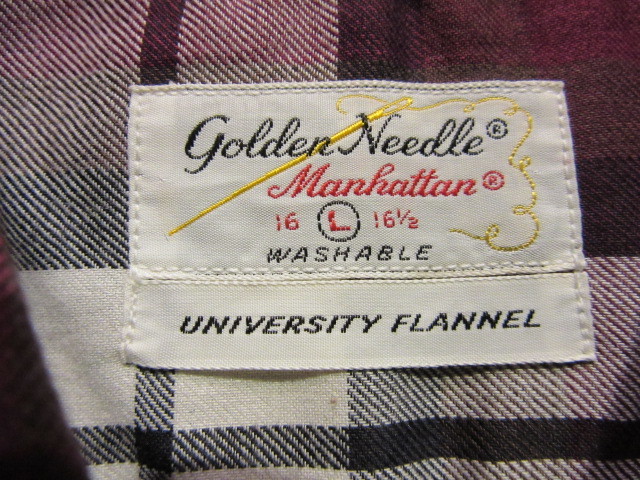 Golden Needle®
Manhattan®
16 L 16½
WASHABLE
UNIVERSITY FLANNEL